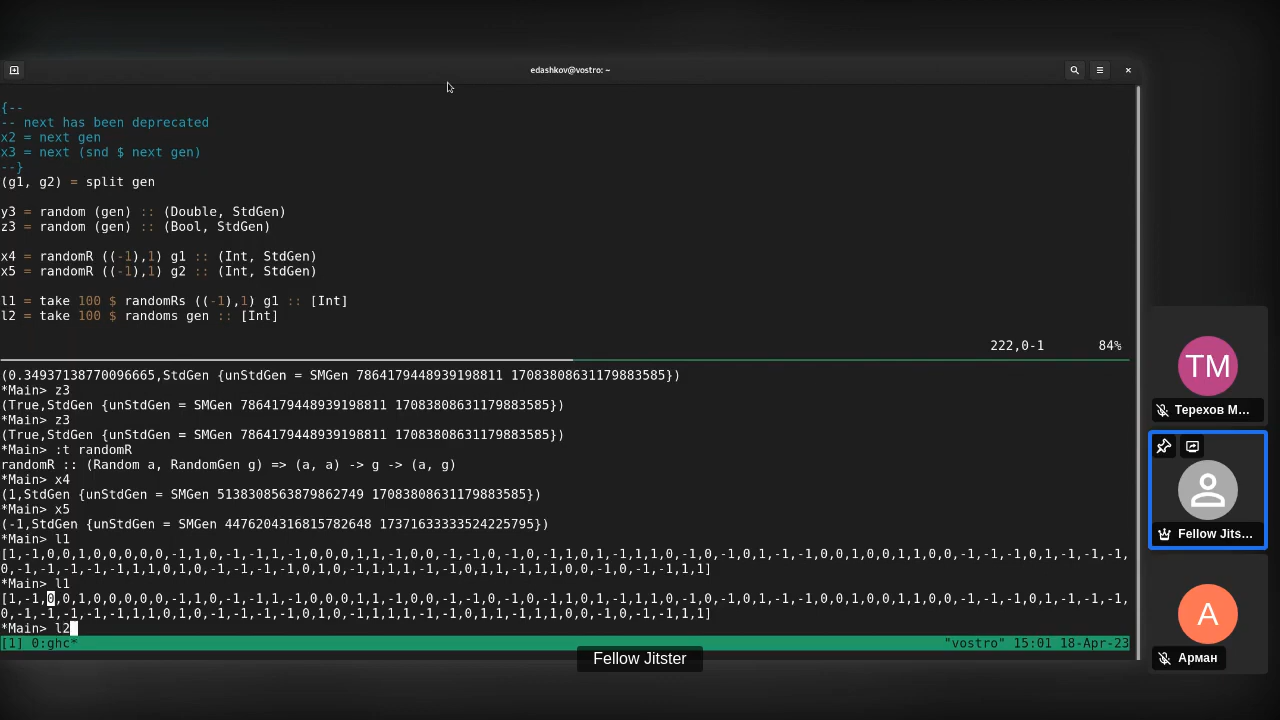 edashkov@vostro: ~
{--
-- next has been deprecated
x2 = next gen
x3 = next (snd $ next gen)
--}
(g1, g2) = split gen
y3 = random (gen) :: (Double, StdGen)
z3 = random (gen) :: (Bool, StdGen)
x4 = randomR ((-1),1) g1 :: (Int, StdGen)
x5 = randomR ((-1),1) g2 :: (Int, StdGen)
l1 = take 100 $ randomRs ((-1),1) g1 :: [Int]
l2 = take 100 $ randoms gen :: [Int]
222,0-1 84%
(0.34937138770096665,StdGen {unStdGen = SMGen 7864179448939198811 17083808631179883585})
*Main> z3
(True,StdGen {unStdGen = SMGen 7864179448939198811 17083808631179883585})
*Main> z3
(True,StdGen {unStdGen = SMGen 7864179448939198811 17083808631179883585})
*Main> :t randomR
randomR :: (Random a, RandomGen g) => (a, a) -> g -> (a, g)
*Main> x4
(1,StdGen {unStdGen = SMGen 5138308563879862749 17083808631179883585})
*Main> x5
(-1,StdGen {unStdGen = SMGen 4476204316815782648 17371633333524225795})
*Main> l1
[1,-1,0,0,1,0,0,0,0,0,-1,1,0,-1,-1,-1,1,0,-1,-1,0,0,-1,0,-1,0,-1,1,0,1,-1,1,1,0,-1,0,-1,0,0,1,-1,-1,0,-1,0,0,1,0,0,1,1,0,0,-1,-1,-1,0,1,-1,-1,-1,
0,-1,-1,-1,-1,-1,1,1,0,1,0,-1,-1,-1,-1,0,1,0,-1,-1,-1,1,-1,0,1,1,-1,-1,1,1,0,0,-1,0,-1,-1,1,1]
*Main> l1
[1,-1,0,0,1,0,0,0,0,0,-1,1,0,-1,-1,-1,1,0,-1,-1,0,0,-1,0,-1,0,-1,1,0,1,-1,1,1,0,-1,0,-1,0,0,1,-1,-1,0,-1,0,0,1,0,0,1,1,0,0,-1,-1,-1,0,1,-1,-1,-1,
0,-1,-1,-1,-1,-1,1,1,0,1,0,-1,-1,-1,-1,0,1,0,-1,-1,-1,1,-1,0,1,1,-1,-1,1,1,0,0,-1,0,-1,-1,1,1]
*Main> l2
[1] 0:ghc* "vostro" 15:01 18-Apr-23
Fellow Jitster
TM
Терехов М...
Fellow Jits...
А
Арман